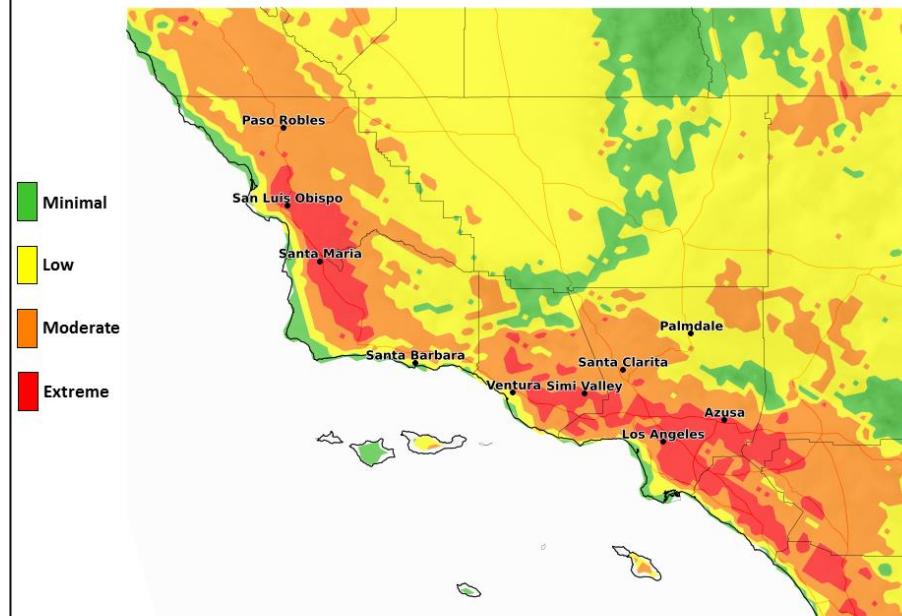 Minimal
Low
Moderate
Extreme
Paso Robles
San Luis Obispo
Santa Maria
Santa Barbara
Palmdale
Santa Clarita
Ventura
Simi Valley
Azusa
Los Angeles